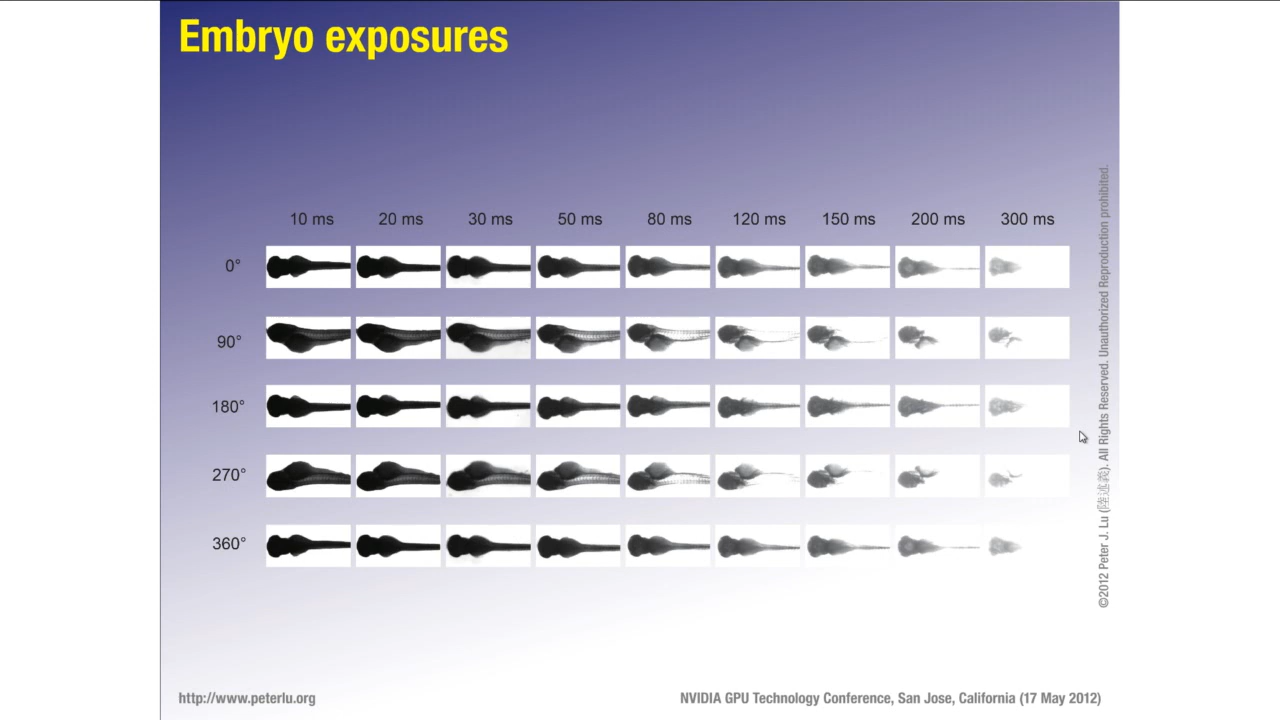 Embryo exposures
10 ms 20 ms 30 ms 50 ms 80 ms 120 ms 150 ms 200 ms 300 ms
0°
90°
180°
270°
360°
©2012 Peter J. Lu (陸述義). All Rights Reserved. Unauthorized Reproduction prohibited.
http://www.peterlu.org
NVIDIA GPU Technology Conference, San Jose, California (17 May 2012)